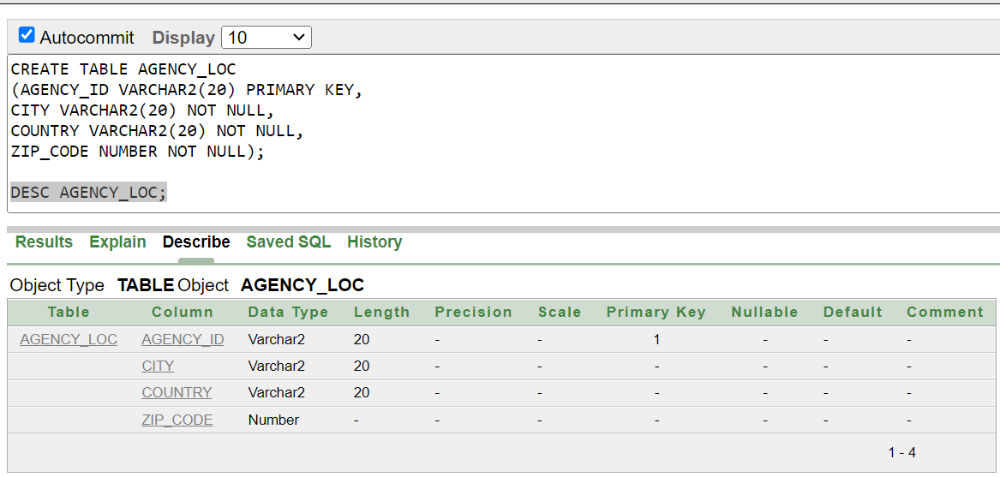 Autocommit Display 10
CREATE TABLE AGENCY_LOC
(AGENCY_ID VARCHAR2(20) PRIMARY KEY,
CITY VARCHAR2(20) NOT NULL,
COUNTRY VARCHAR2(20) NOT NULL,
ZIP_CODE NUMBER NOT NULL);
DESC AGENCY_LOC;
Results Explain Describe Saved SQL History
Object Type TABLE Object AGENCY_LOC
Table Column Data Type Length Precision Scale Primary Key Nullable Default Comment
AGENCY_LOC AGENCY_ID Varchar2 20 - - 1 - - -
CITY Varchar2 20 - - - - - -
COUNTRY Varchar2 20 - - - - - -
ZIP_CODE Number - - - - - - -
1 - 4